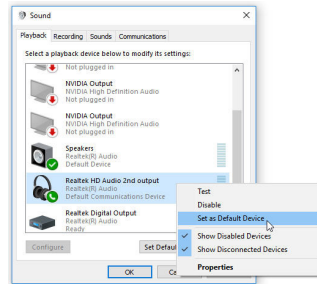 Sound
Playback Recording Sounds Communications
Select a playback device below to modify its settings:
Not plugged in
NVIDIA Output
NVIDIA High Definition Audio
Not plugged in
NVIDIA Output
NVIDIA High Definition Audio
Not plugged in
Speakers
Realtek(R) Audio
Default Device
Realtek HD Audio 2nd output
Realtek(R) Audio
Default Communications Device
Realtek Digital Output
Realtek(R) Audio
Ready
Configure Set Defau
OK Ca
Test
Disable
Set as Default Device
Show Disabled Devices
Show Disconnected Devices
Properties